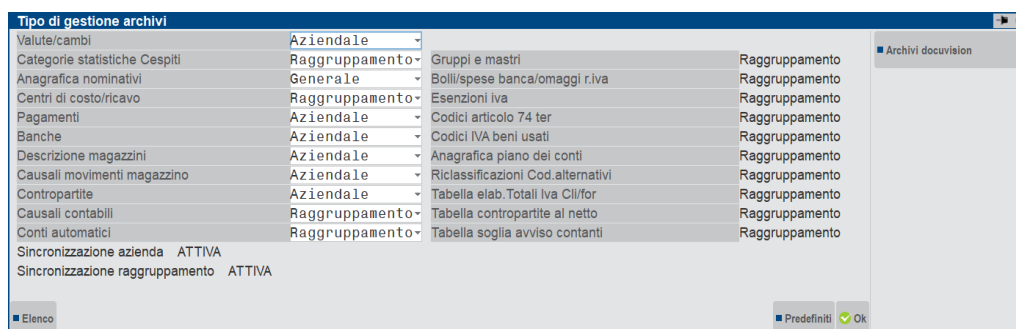 Tipo di gestione archivi
Valute/cambi Aziendale
Archivi docuvision
Categorie statistiche Cespiti Raggruppamento Gruppi e mastri Raggruppamento
Anagrafica nominativi Generale Bolli/spese banca/omaggi r.iva Raggruppamento
Centri di costo/ricavo Raggruppamento Esenzioni iva Raggruppamento
Pagamenti Aziendale Codici articolo 74 ter Raggruppamento
Banche Aziendale Codici IVA beni usati Raggruppamento
Descrizione magazzini Aziendale Anagrafica piano dei conti Raggruppamento
Causali movimenti magazzino Aziendale Riclassificazioni Cod.alternativi Raggruppamento
Contropartite Aziendale Tabella elab.Totali Iva Cli/for Raggruppamento
Causali contabili Raggruppamento Tabella contropartite al netto Raggruppamento
Conti automatici Raggruppamento Tabella soglia avviso contanti Raggruppamento
Sincronizzazione azienda ATTIVA
Sincronizzazione raggruppamento ATTIVA
Elenco Predefiniti Ok